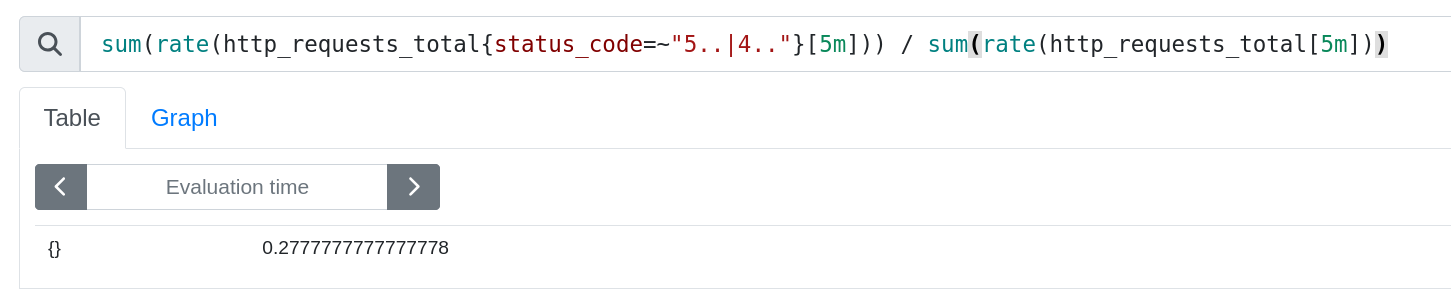 sum(rate(http_requests_total{status_code=~"5..|4.."}[5m])) / sum(rate(http_requests_total[5m]))
Table Graph
Evaluation time
{} 0.2777777777777778